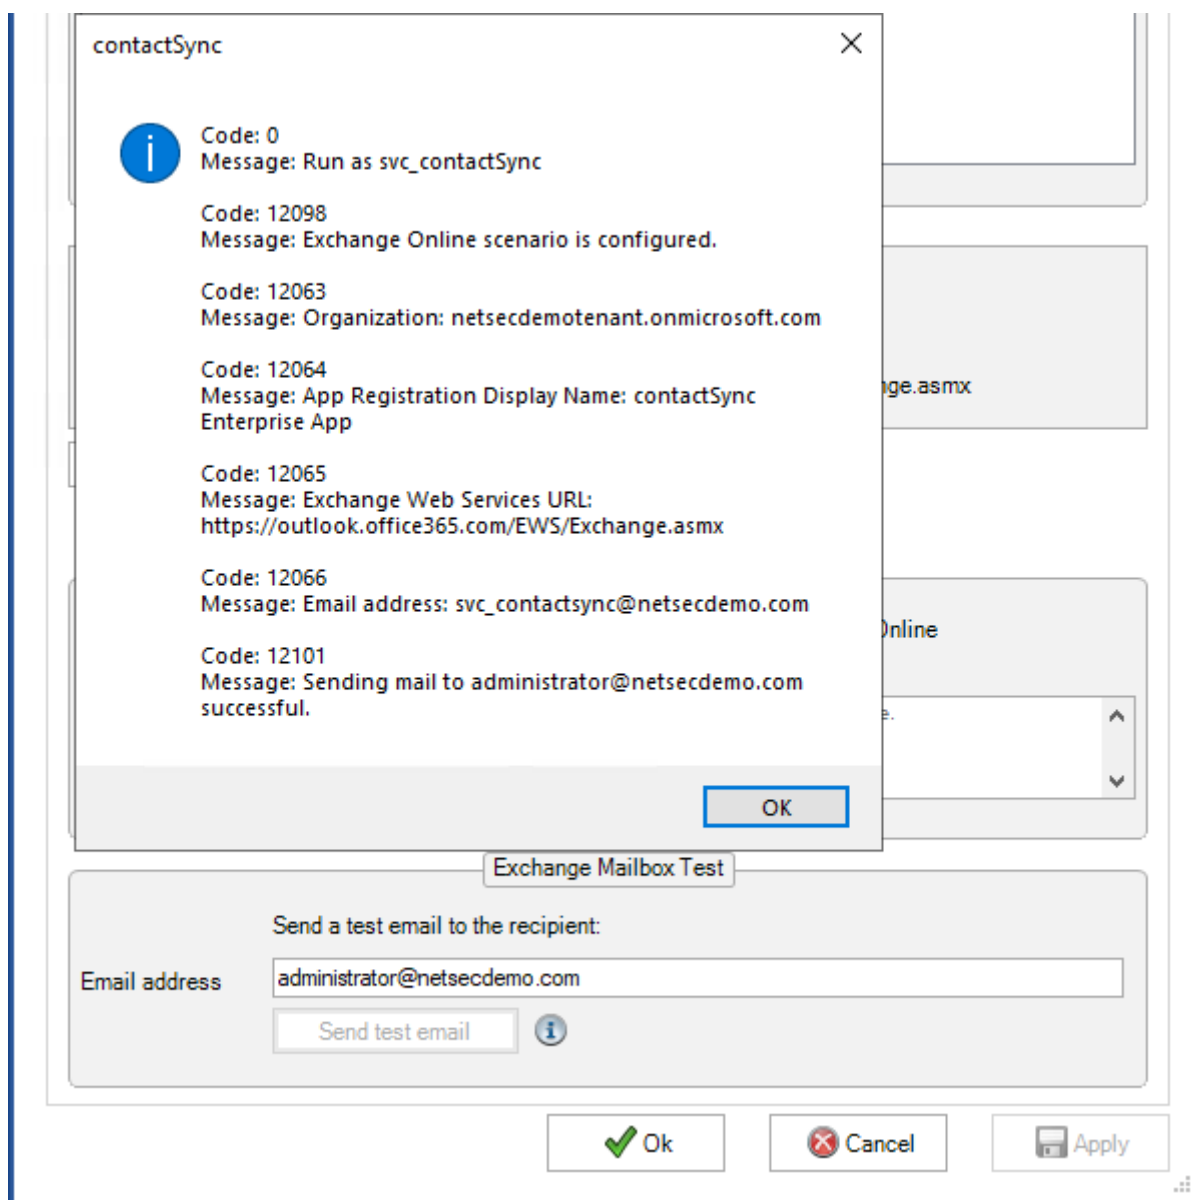 contactSync
Code: 0
Message: Run as svc_contactSync
Code: 12098
Message: Exchange Online scenario is configured.
Code: 12063
Message: Organization: netsecdemotenant.onmicrosoft.com
Code: 12064
Message: App Registration Display Name: contactSync
Enterprise App
nge.asmx
Code: 12065
Message: Exchange Web Services URL:
https://outlook.office365.com/EWS/Exchange.asmx
Code: 12066
Message: Email address: svc_contactsync@netsecdemo.com
Online
Code: 12101
Message: Sending mail to administrator@netsecdemo.com
successful.
e.
OK
Exchange Mailbox Test
Send a test email to the recipient:
Email address
administrator@netsecdemo.com
Send test email
Ok
Cancel
Apply